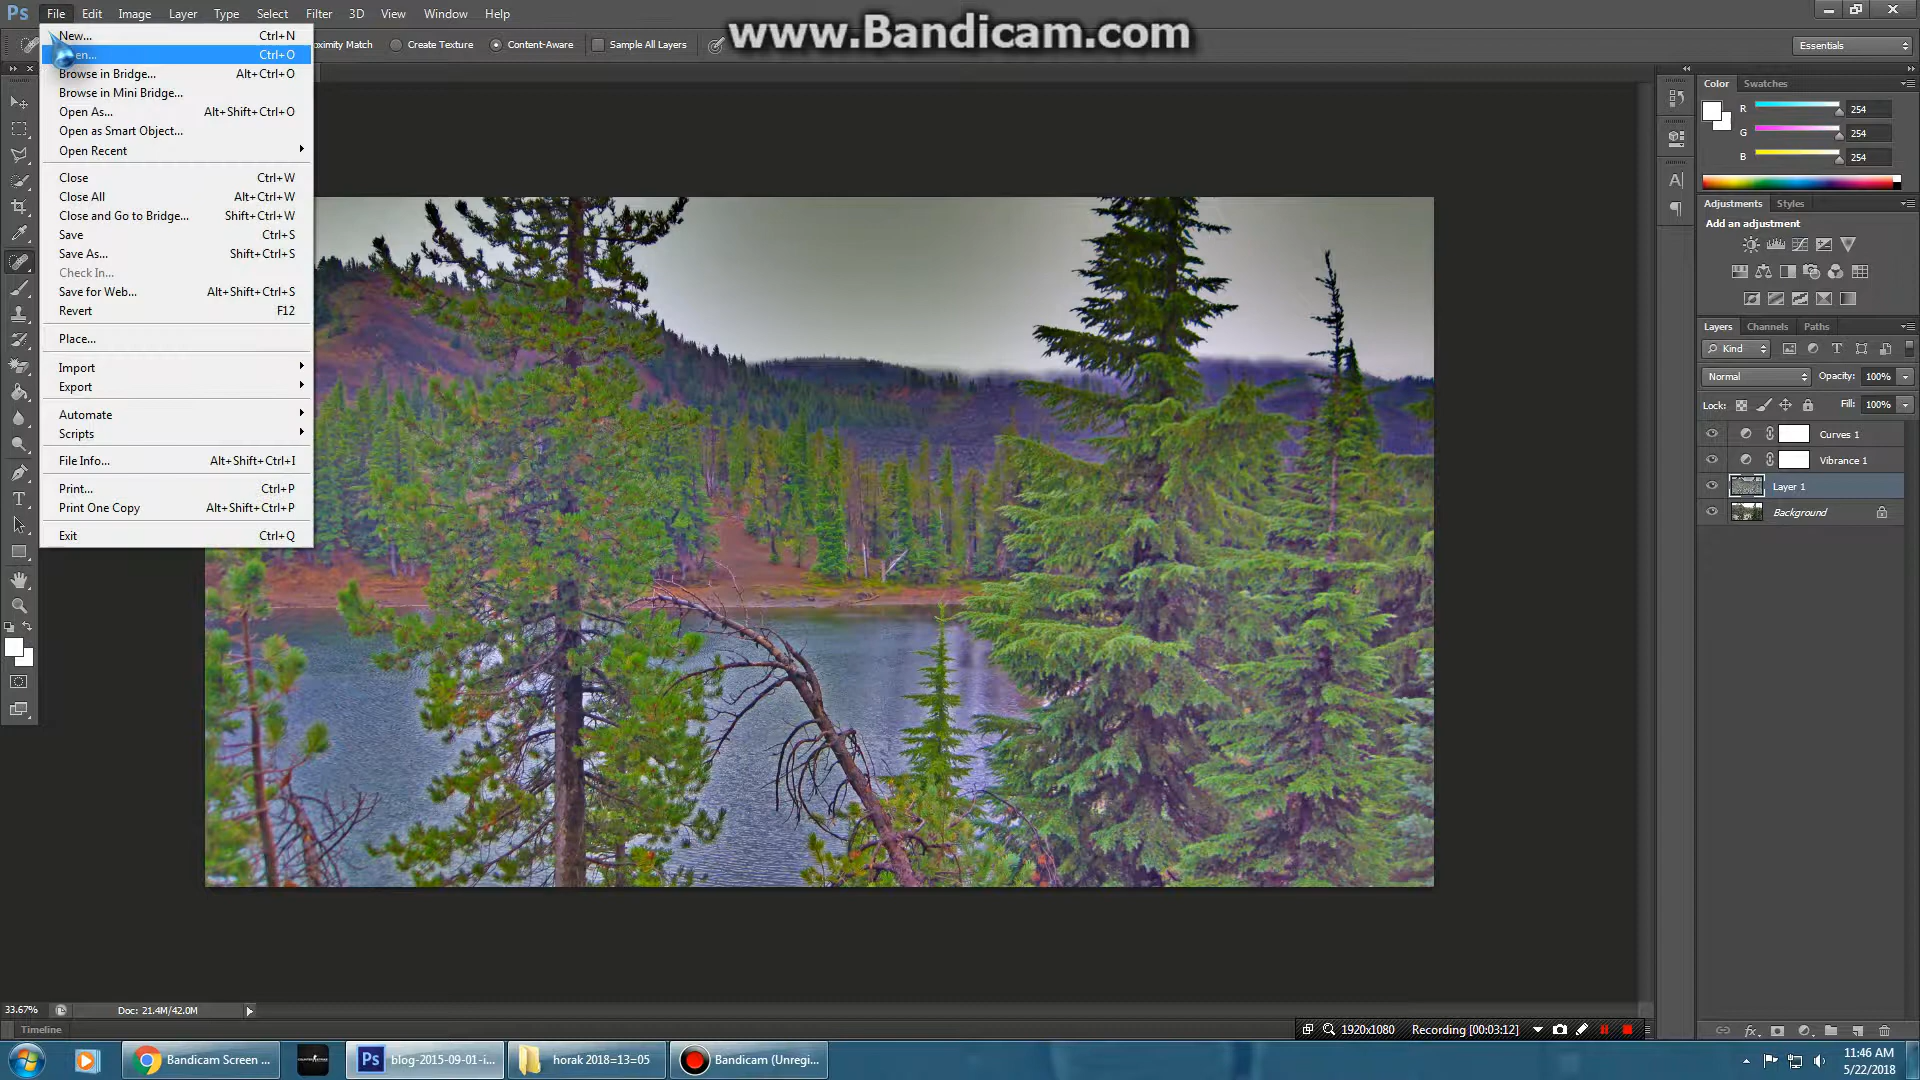 Ps File Edit Image Layer Type Select Filter 3D View Window Help
www.Bandicam.com
Create Texture Content-Aware Sample All Layers Essentials
New... Ctrl+N
Ctrl+O
Browse in Bridge... Alt+Ctrl+O
Browse in Mini Bridge...
Open As... Alt+Shift+Ctrl+O
Open as Smart Object...
Open Recent
Close Ctrl+W
Close All Alt+Ctrl+W
Close and Go to Bridge... Shift+Ctrl+W
Save Ctrl+S
Save As... Shift+Ctrl+S
Check In...
Save for Web... Alt+Shift+Ctrl+S
Revert F12
Place...
Import
Export
Automate
Scripts
File Info... Alt+Shift+Ctrl+I
Print... Ctrl+P
Print One Copy Alt+Shift+Ctrl+P
Exit Ctrl+Q
Color Swatches
R 254
G 254
B 254
Adjustments Styles
Add an adjustment
Layers Channels Paths
Kind
Normal Opacity: 100%
Lock: Fill: 100%
Curves 1
Vibrance 1
Layer 1
Background
33.67% Doc: 21.4M/42.0M
Timeline
1920x1080 Recording [00:03:12]
Bandicam Screen ...
Ps blog-2015-09-01-i...
horak 2018=13=05
Bandicam (Unregi...
11:46 AM
5/22/2018